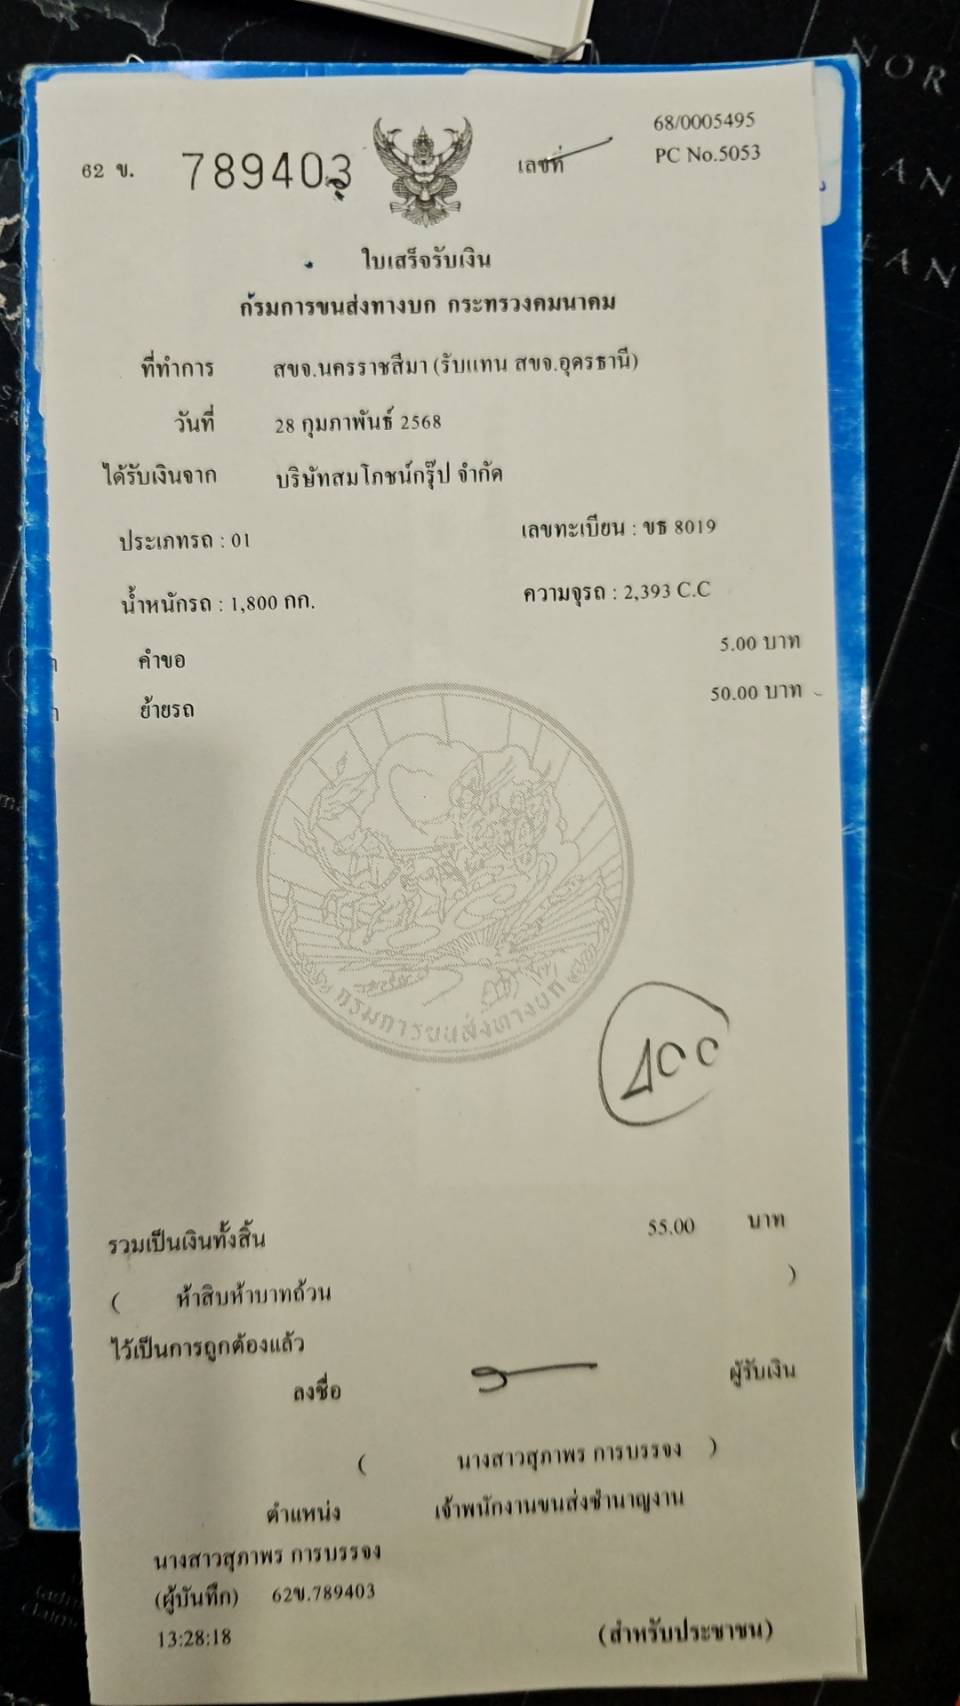 68/0005495
62 ข. 789403 เลขที่ PC No.5053
ใบเสร็จรับเงิน
กรมการขนส่งทางบก กระทรวงคมนาคม
ที่ทำการ สขจ.นครราชสีมา (รับแทน สขจ.อุดรธานี)
วันที่ 28 กุมภาพันธ์ 2568
ได้รับเงินจาก บริษัทสมโภชน์กรุ๊ป จำกัด
ประเภทรถ : 01 เลขทะเบียน : ขธ 8019
น้ำหนักรถ : 1,800 กก. ความจุรถ : 2,393 C.C
คำขอ 5.00 บาท
ย้ายรถ 50.00 บาท
กรมการขนส่งทางบก
400
รวมเป็นเงินทั้งสิ้น 55.00 บาท
( ห้าสิบห้าบาทถ้วน )
ไว้เป็นการถูกต้องแล้ว
ลงชื่อ ผู้รับเงิน
( นางสาวสุภาพร การบรรจง )
ตำแหน่ง เจ้าพนักงานขนส่งชำนาญงาน
นางสาวสุภาพร การบรรจง
(ผู้บันทึก) 62ข.789403
13:28:18 (สำหรับประชาชน)